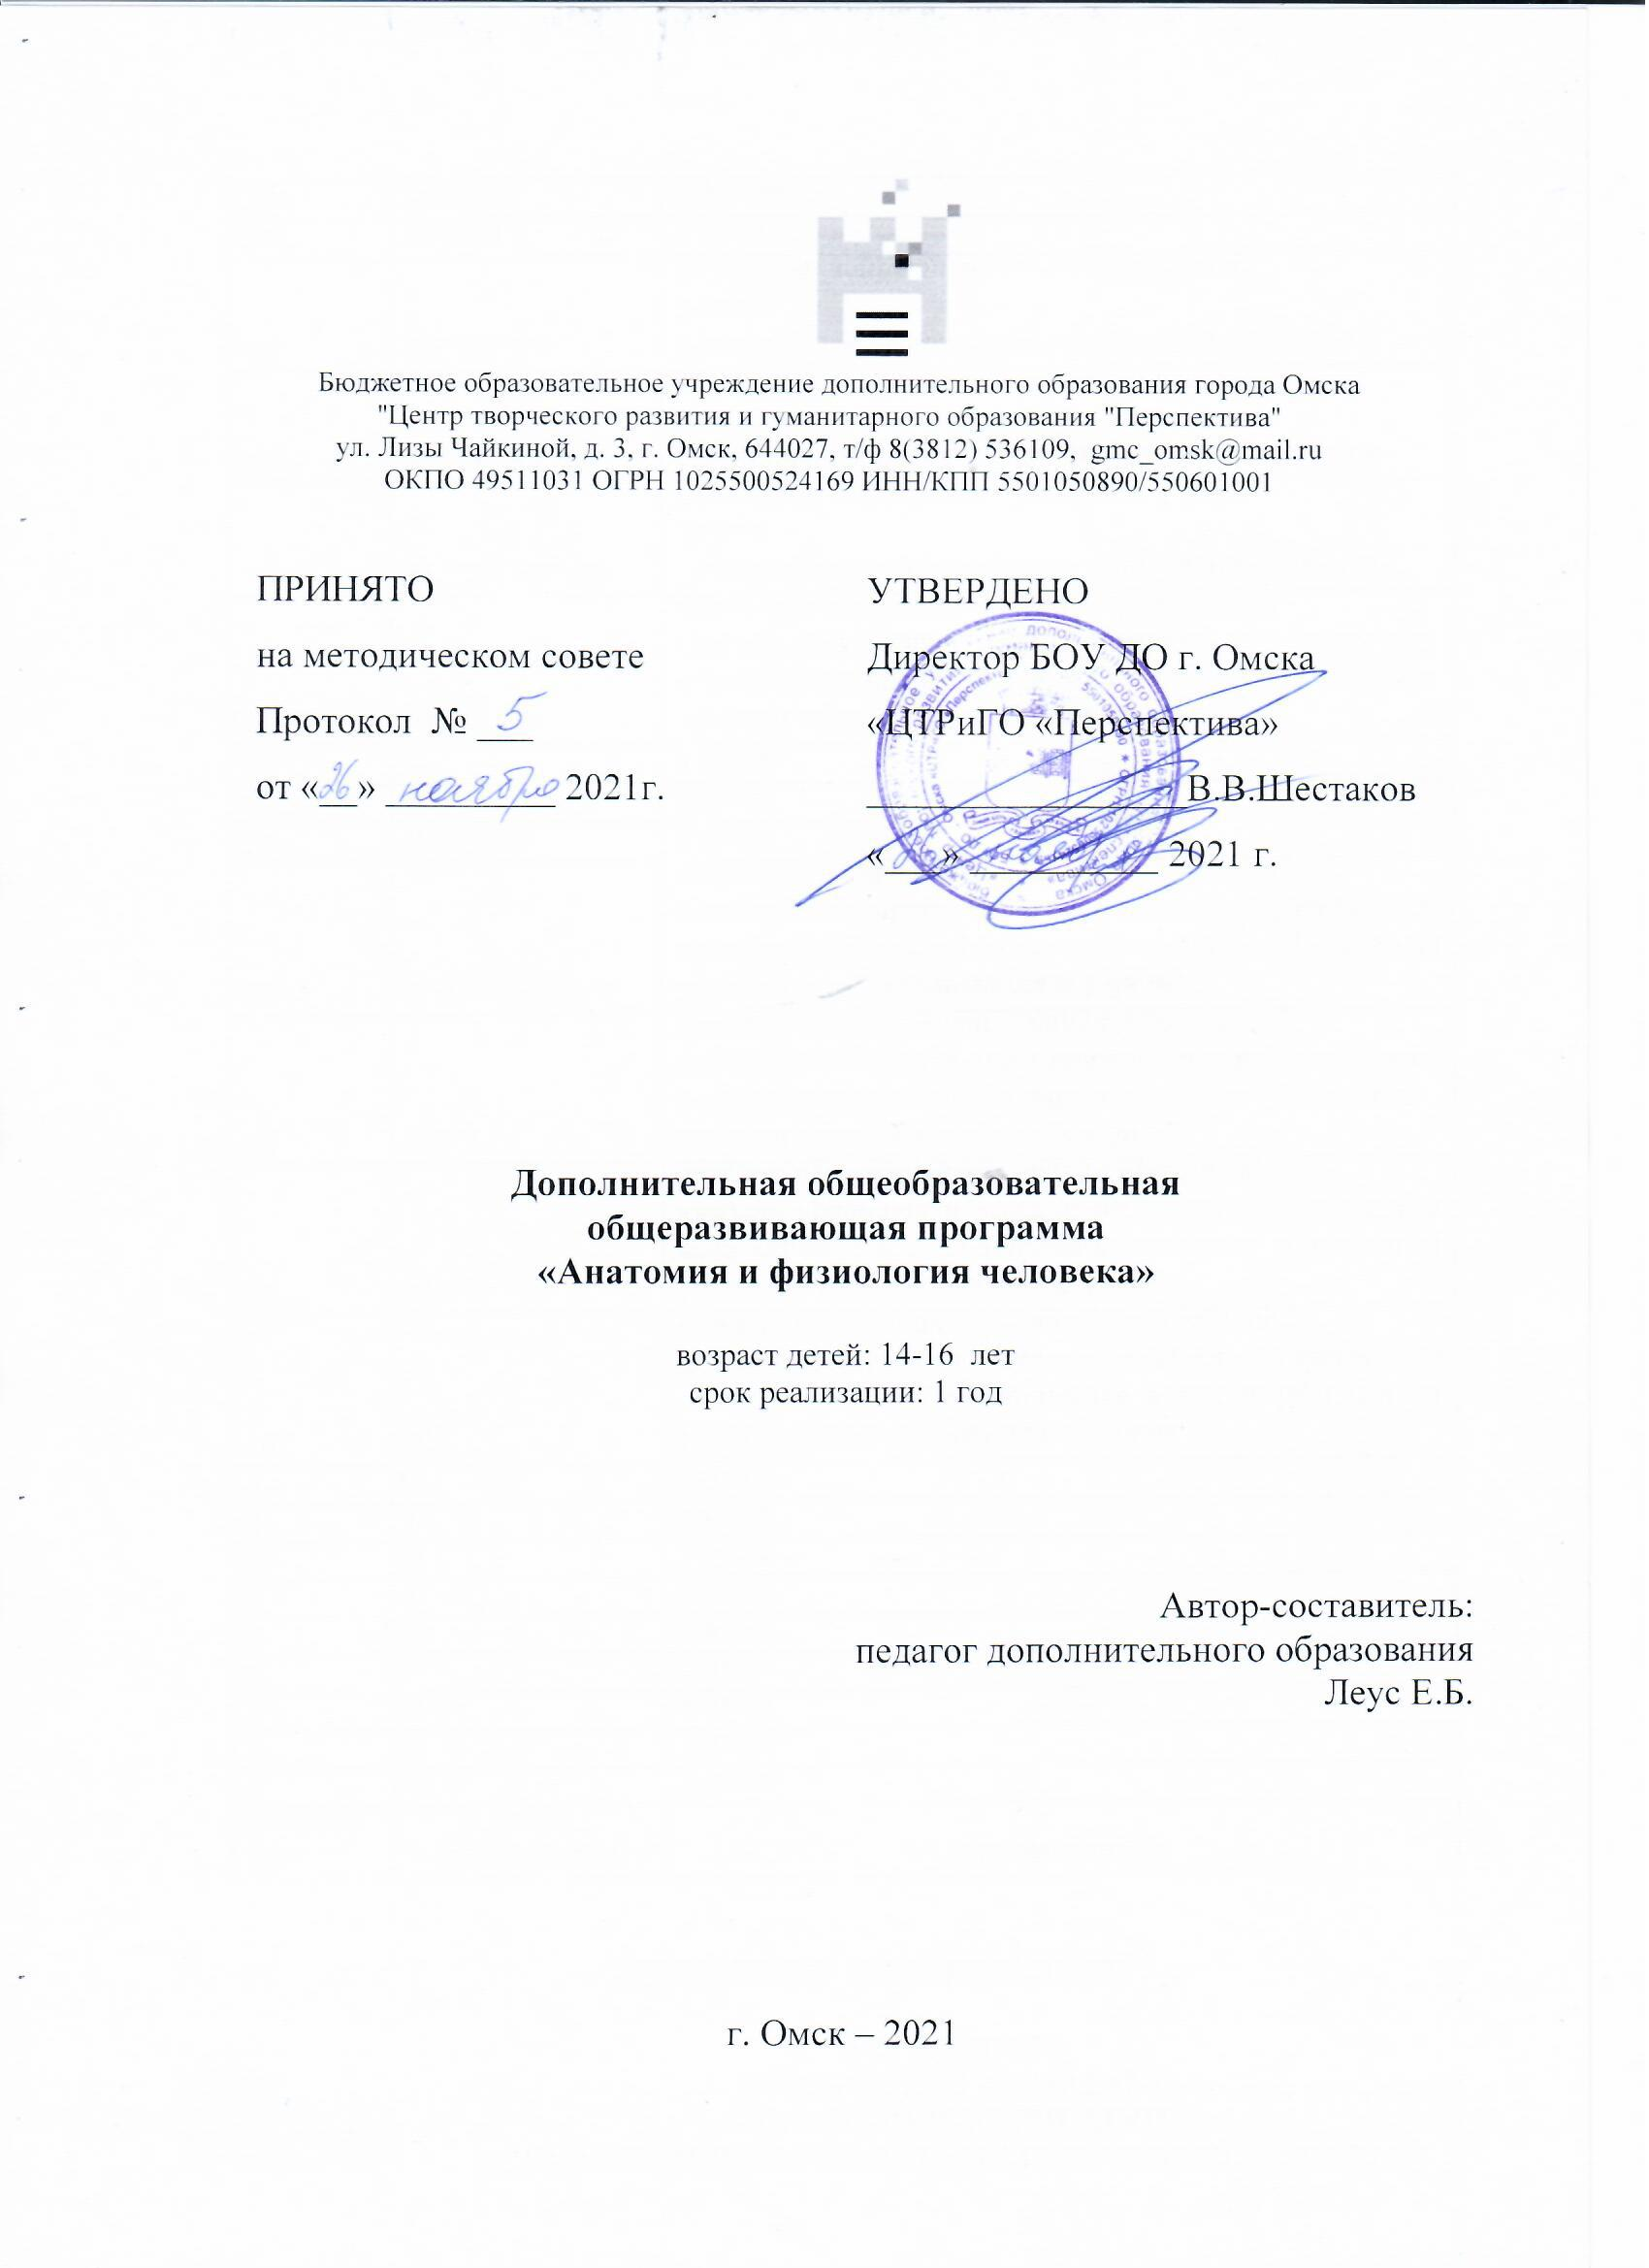 Бюджетное образовательное учреждение дополнительного образования города Омска
"Центр творческого развития и гуманитарного образования "Перспектива"
ул. Лизы Чайкиной, д. 3, г. Омск, 644027, т/ф 8(3812) 536109, gmc_omsk@mail.ru
ОКПО 49511031 ОГРН 1025500524169 ИНН/КПП 5501050890/550601001
ПРИНЯТО
на методическом совете
Протокол № 5
от «26» ноября 2021г.
УТВЕРДЕНО
Директор БОУ ДО г. Омска
«ЦТРиГО «Перспектива»
В.В.Шестаков
« » 2021 г.
Дополнительная общеобразовательная
общеразвивающая программа
«Анатомия и физиология человека»
возраст детей: 14-16 лет
срок реализации: 1 год
Автор-составитель:
педагог дополнительного образования
Леус Е.Б.
г. Омск – 2021